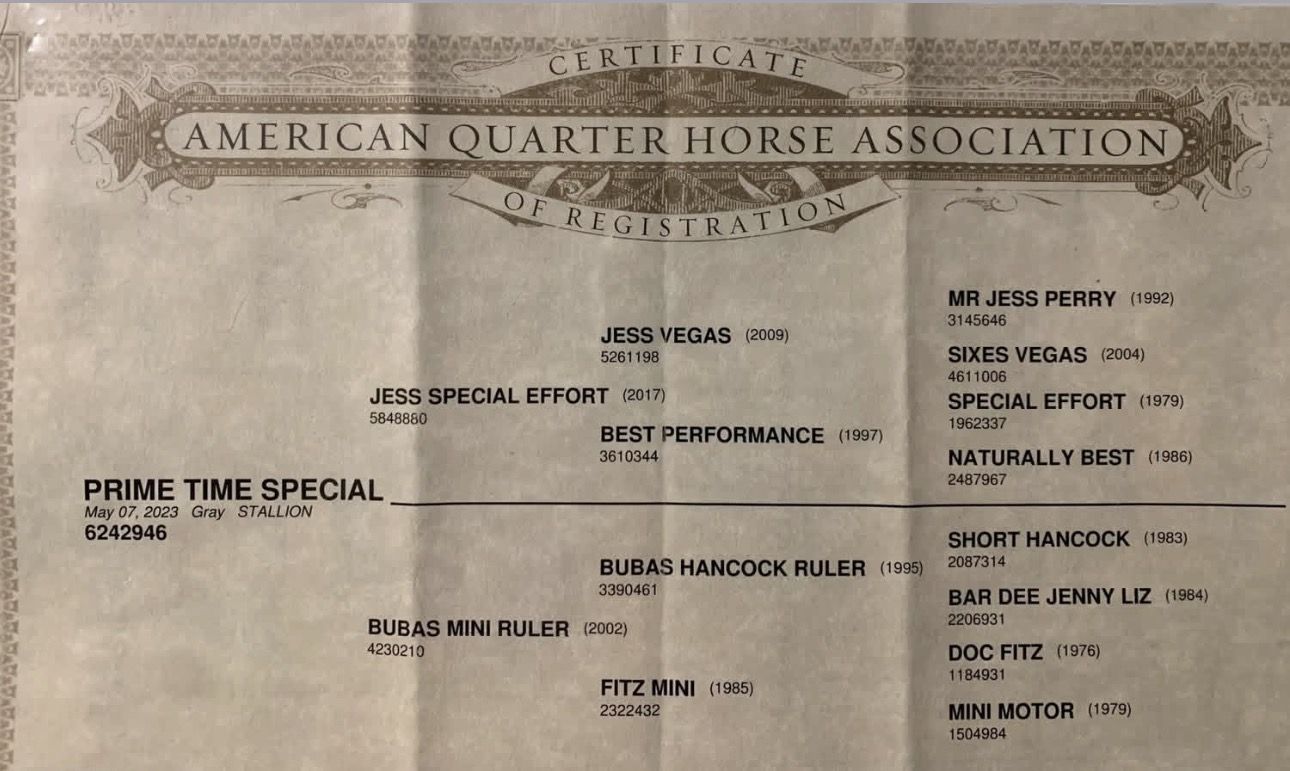 CERTIFICATE
AMERICAN QUARTER HORSE ASSOCIATION
OF REGISTRATION
MR JESS PERRY (1992)
3145646
JESS VEGAS (2009)
5261198
SIXES VEGAS (2004)
4611006
JESS SPECIAL EFFORT (2017)
5848880
SPECIAL EFFORT (1979)
1962337
BEST PERFORMANCE (1997)
3610344
NATURALLY BEST (1986)
2487967
PRIME TIME SPECIAL
May 07, 2023 Gray STALLION
6242946
SHORT HANCOCK (1983)
2087314
BUBAS HANCOCK RULER (1995)
3390461
BAR DEE JENNY LIZ (1984)
2206931
BUBAS MINI RULER (2002)
4230210
DOC FITZ (1976)
1184931
FITZ MINI (1985)
2322432
MINI MOTOR (1979)
1504984